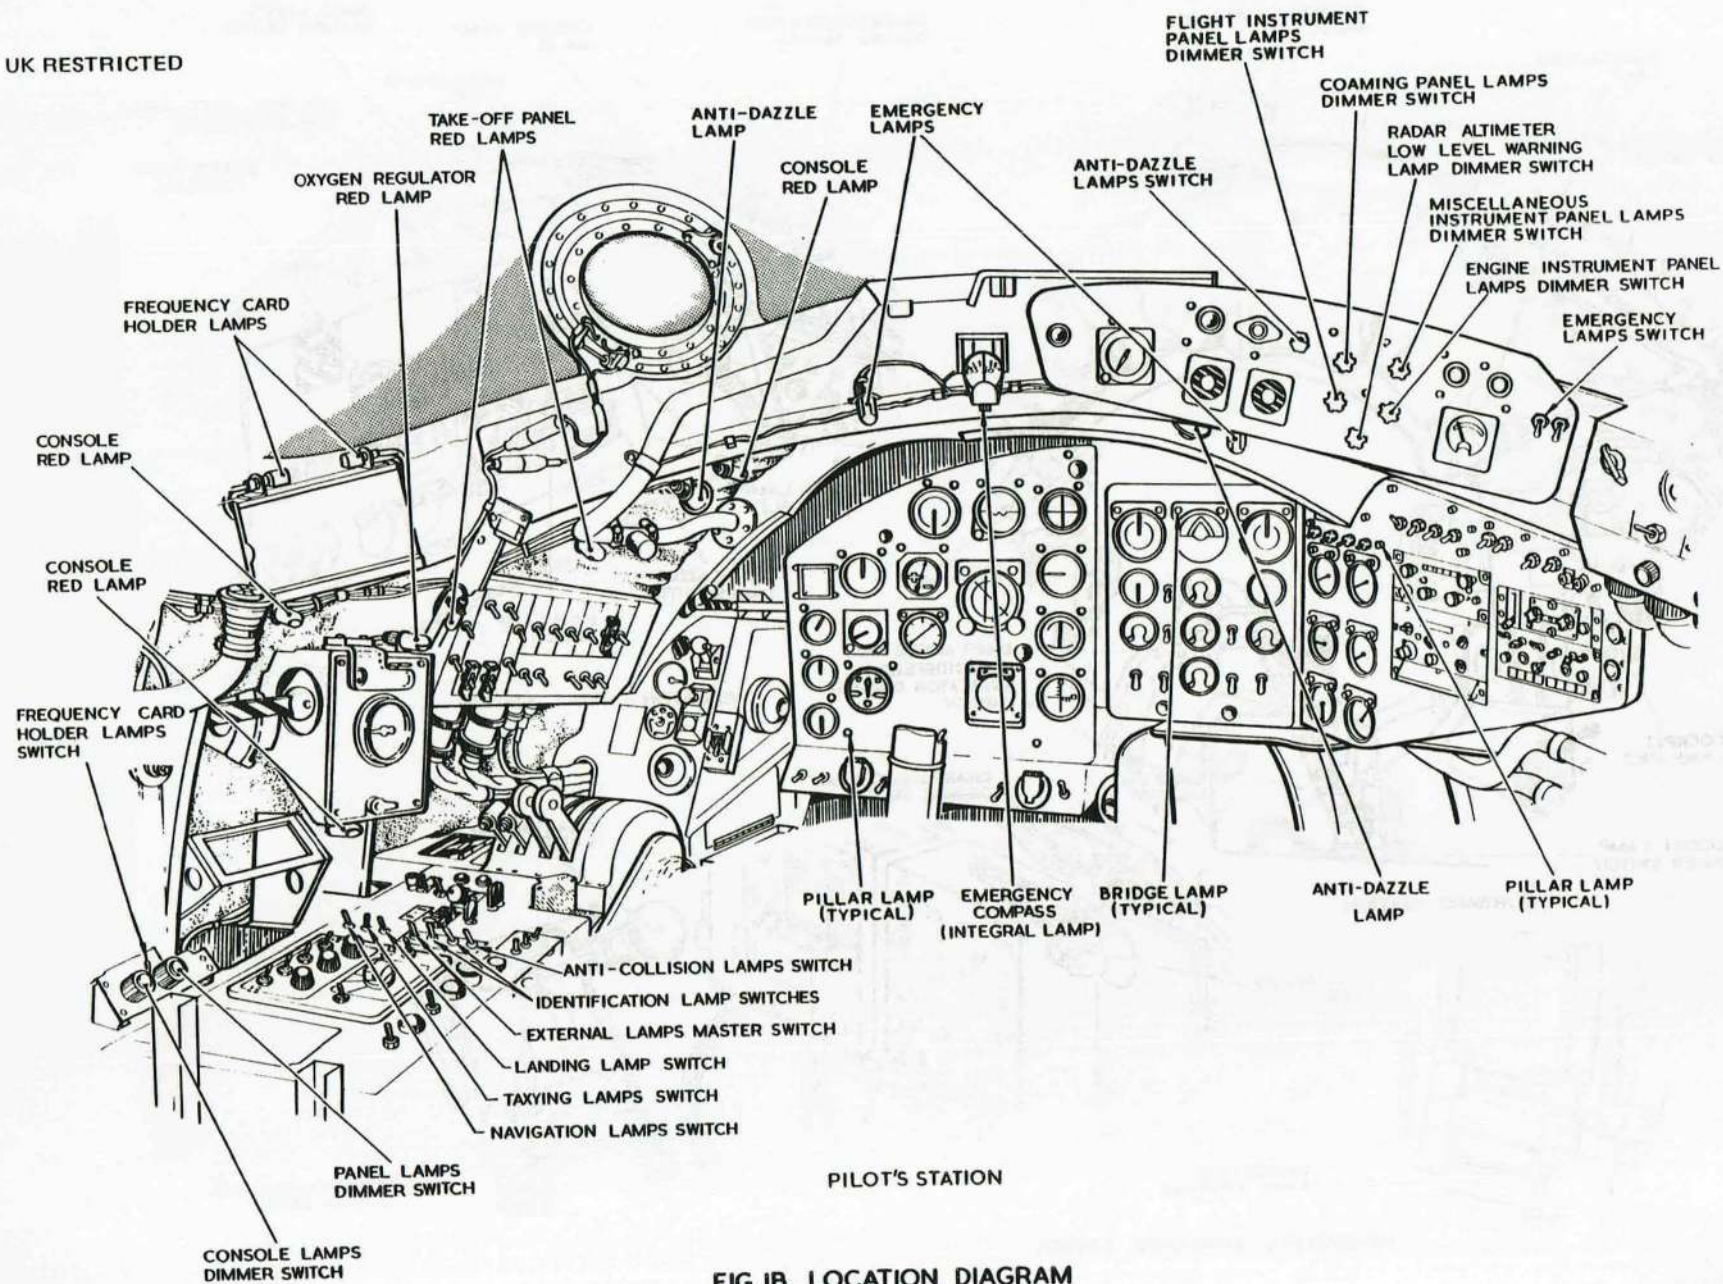 UK RESTRICTED
FLIGHT INSTRUMENT
PANEL LAMPS
DIMMER SWITCH
COAMING PANEL LAMPS
DIMMER SWITCH
RADAR ALTIMETER
LOW LEVEL WARNING
LAMP DIMMER SWITCH
MISCELLANEOUS
INSTRUMENT PANEL LAMPS
DIMMER SWITCH
ENGINE INSTRUMENT PANEL
LAMPS DIMMER SWITCH
EMERGENCY
LAMPS SWITCH
ANTI-DAZZLE
LAMPS SWITCH
EMERGENCY
LAMPS
CONSOLE
RED LAMP
ANTI-DAZZLE
LAMP
TAKE-OFF PANEL
RED LAMPS
OXYGEN REGULATOR
RED LAMP
FREQUENCY CARD
HOLDER LAMPS
CONSOLE
RED LAMP
CONSOLE
RED LAMP
FREQUENCY CARD
HOLDER LAMPS
SWITCH
PILLAR LAMP
(TYPICAL)
EMERGENCY
COMPASS
(INTEGRAL LAMP)
BRIDGE LAMP
(TYPICAL)
ANTI-DAZZLE
LAMP
PILLAR LAMP
(TYPICAL)
ANTI-COLLISION LAMPS SWITCH
IDENTIFICATION LAMP SWITCHES
EXTERNAL LAMPS MASTER SWITCH
LANDING LAMP SWITCH
TAXYING LAMPS SWITCH
NAVIGATION LAMPS SWITCH
PANEL LAMPS
DIMMER SWITCH
CONSOLE LAMPS
DIMMER SWITCH
PILOT'S STATION
FIG. 1B. LOCATION DIAGRAM